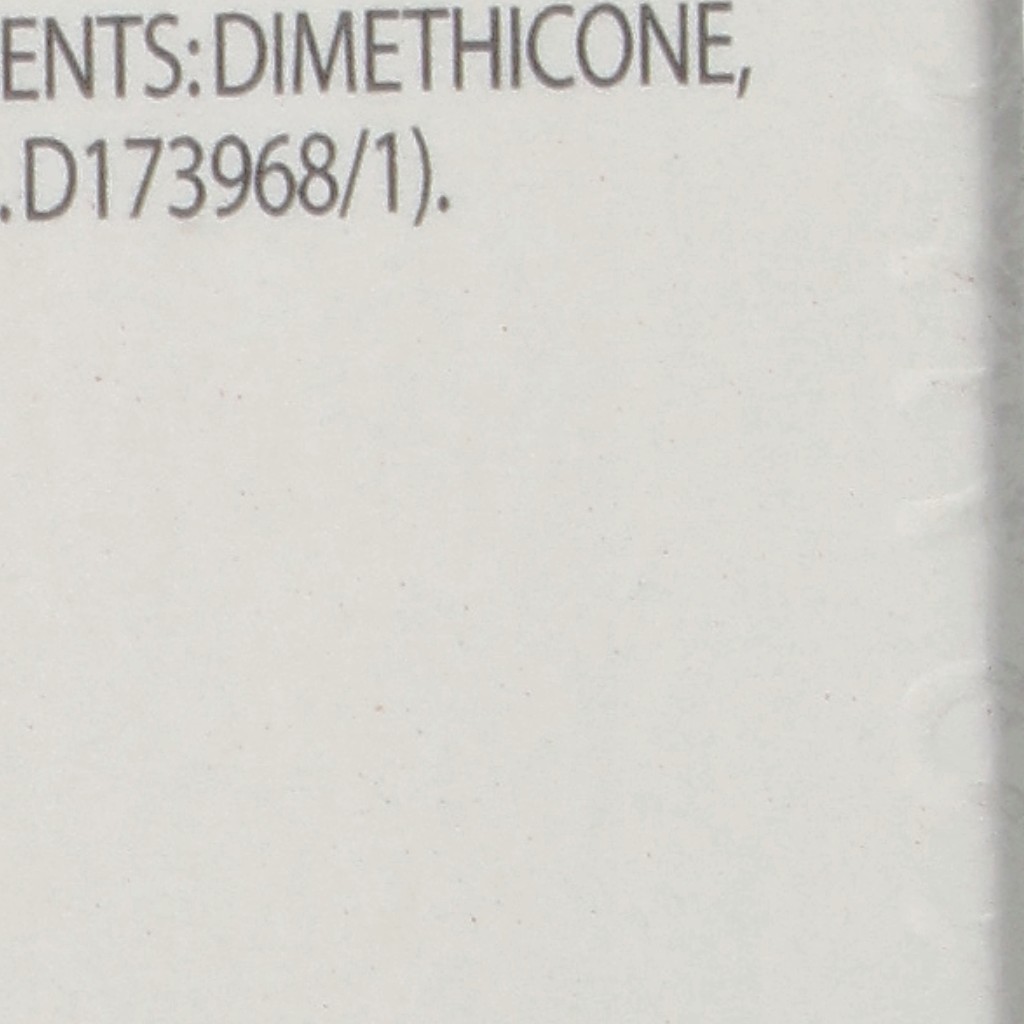 ENTS: DIMETHICONE,
.D173968/1).